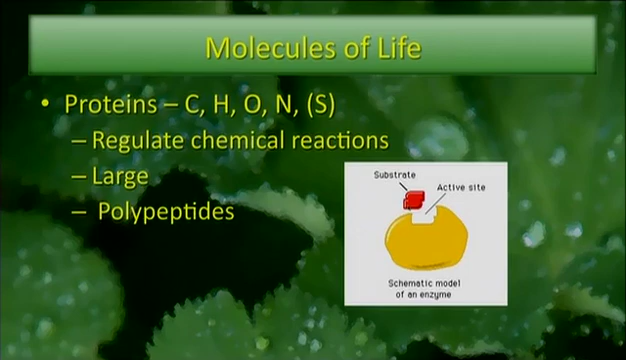 Molecules of Life
• Proteins – C, H, O, N, (S)
– Regulate chemical reactions
– Large
– Polypeptides
Substrate
Active site
Schematic model
of an enzyme